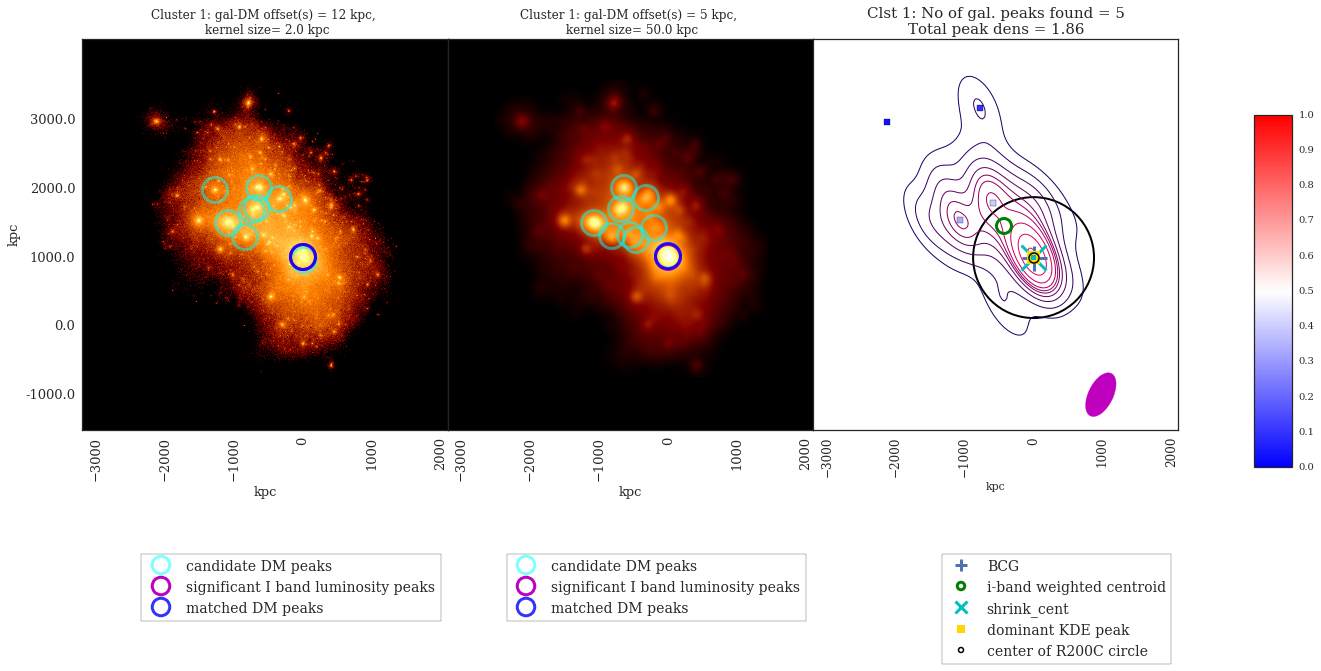 Cluster 1: gal-DM offset(s) = 12 kpc,
kernel size= 2.0 kpc
Cluster 1: gal-DM offset(s) = 5 kpc,
kernel size= 50.0 kpc
Clst 1: No of gal. peaks found = 5
Total peak dens = 1.86
3000.0
2000.0
1000.0
0.0
-1000.0
kpc
−3000
−2000
−1000
0
1000
2000
kpc
−3000
−2000
−1000
0
1000
2000
kpc
−3000
−2000
−1000
0
1000
2000
kpc
1.0
0.9
0.8
0.7
0.6
0.5
0.4
0.3
0.2
0.1
0.0
candidate DM peaks
significant I band luminosity peaks
matched DM peaks
candidate DM peaks
significant I band luminosity peaks
matched DM peaks
BCG
i-band weighted centroid
shrink_cent
dominant KDE peak
center of R200C circle